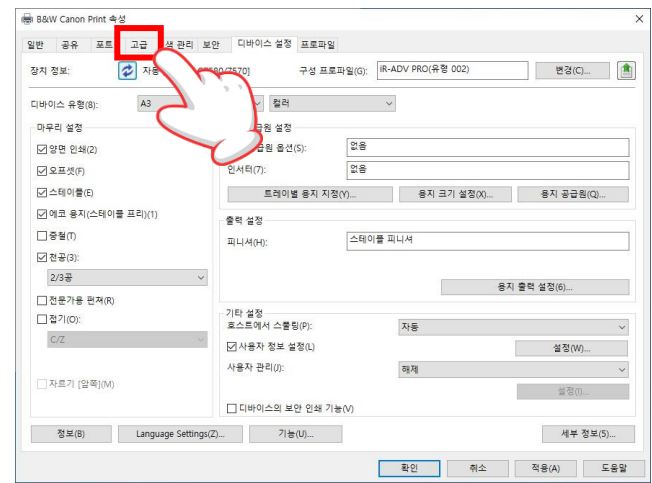 B&W Canon Print 속성
일반 공유 포트 고급 색 관리 보안 디바이스 설정 프로파일
장치 정보: 자동 7570] 구성 프로파일(G): iR-ADV PRO(유형 002) 변경(C)...
디바이스 유형(8): A3 컬러
마무리 설정 급원 설정
양면 인쇄(2) 급원 옵션(S): 없음
오프셋(F) 인서터(7): 없음
스테이플(E) 트레이별 용지 지정(Y)... 용지 크기 설정(X)... 용지 공급원(Q)...
에코 용지(스테이플 프리)(1) 출력 설정
중철(T) 피니셔(H): 스테이플 피니셔
천공(3):
2/3공 용지 출력 설정(6)...
전문가용 펀쳐(R)
접기(O): 기타 설정
호스트에서 스풀링(P): 자동
C/Z 사용자 정보 설정(L) 설정(W)...
사용자 관리(J): 해제
자르기 [앞쪽](M) 설정(I)...
디바이스의 보안 인쇄 기능(V)
정보(B) Language Settings(Z)... 기능(U)... 세부 정보(5)...
확인 취소 적용(A) 도움말